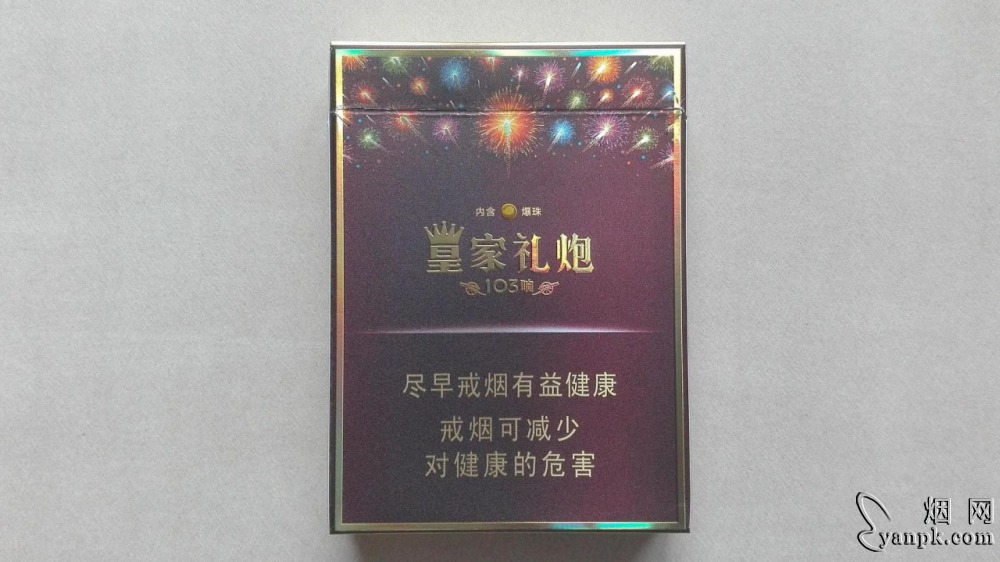 内含 爆珠
皇家礼炮
103响
尽早戒烟有益健康
戒烟可减少
对健康的危害
烟网
yanpk.com